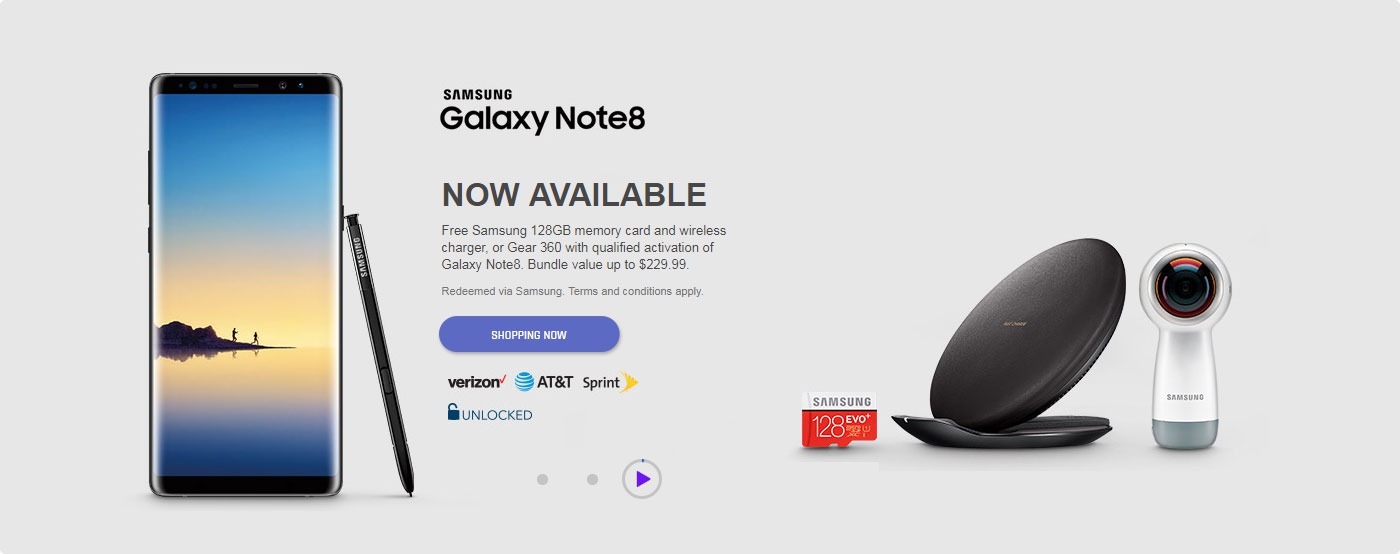 SAMSUNG
Galaxy Note8
NOW AVAILABLE
Free Samsung 128GB memory card and wireless
charger, or Gear 360 with qualified activation of
Galaxy Note8. Bundle value up to $229.99.
Redeemed via Samsung. Terms and conditions apply.
SHOPPING NOW
verizon AT&T Sprint
UNLOCKED
SAMSUNG
SAMSUNG
128 EVO+
FAST CHARGE
SAMSUNG